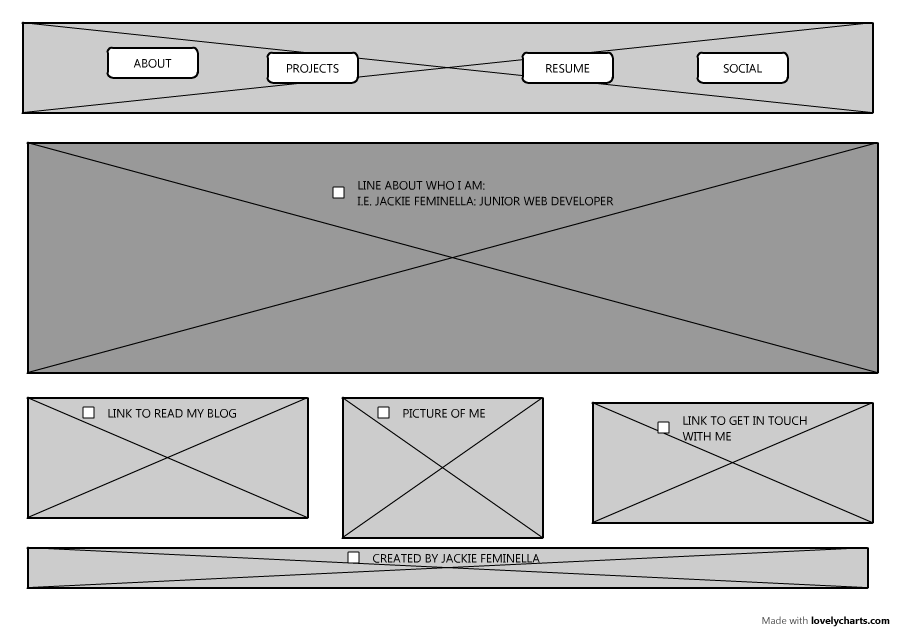 ABOUT
PROJECTS
RESUME
SOCIAL
LINE ABOUT WHO I AM:
I.E. JACKIE FEMINELLA: JUNIOR WEB DEVELOPER
LINK TO READ MY BLOG
PICTURE OF ME
LINK TO GET IN TOUCH
WITH ME
CREATED BY JACKIE FEMINELLA
Made with lovelycharts.com